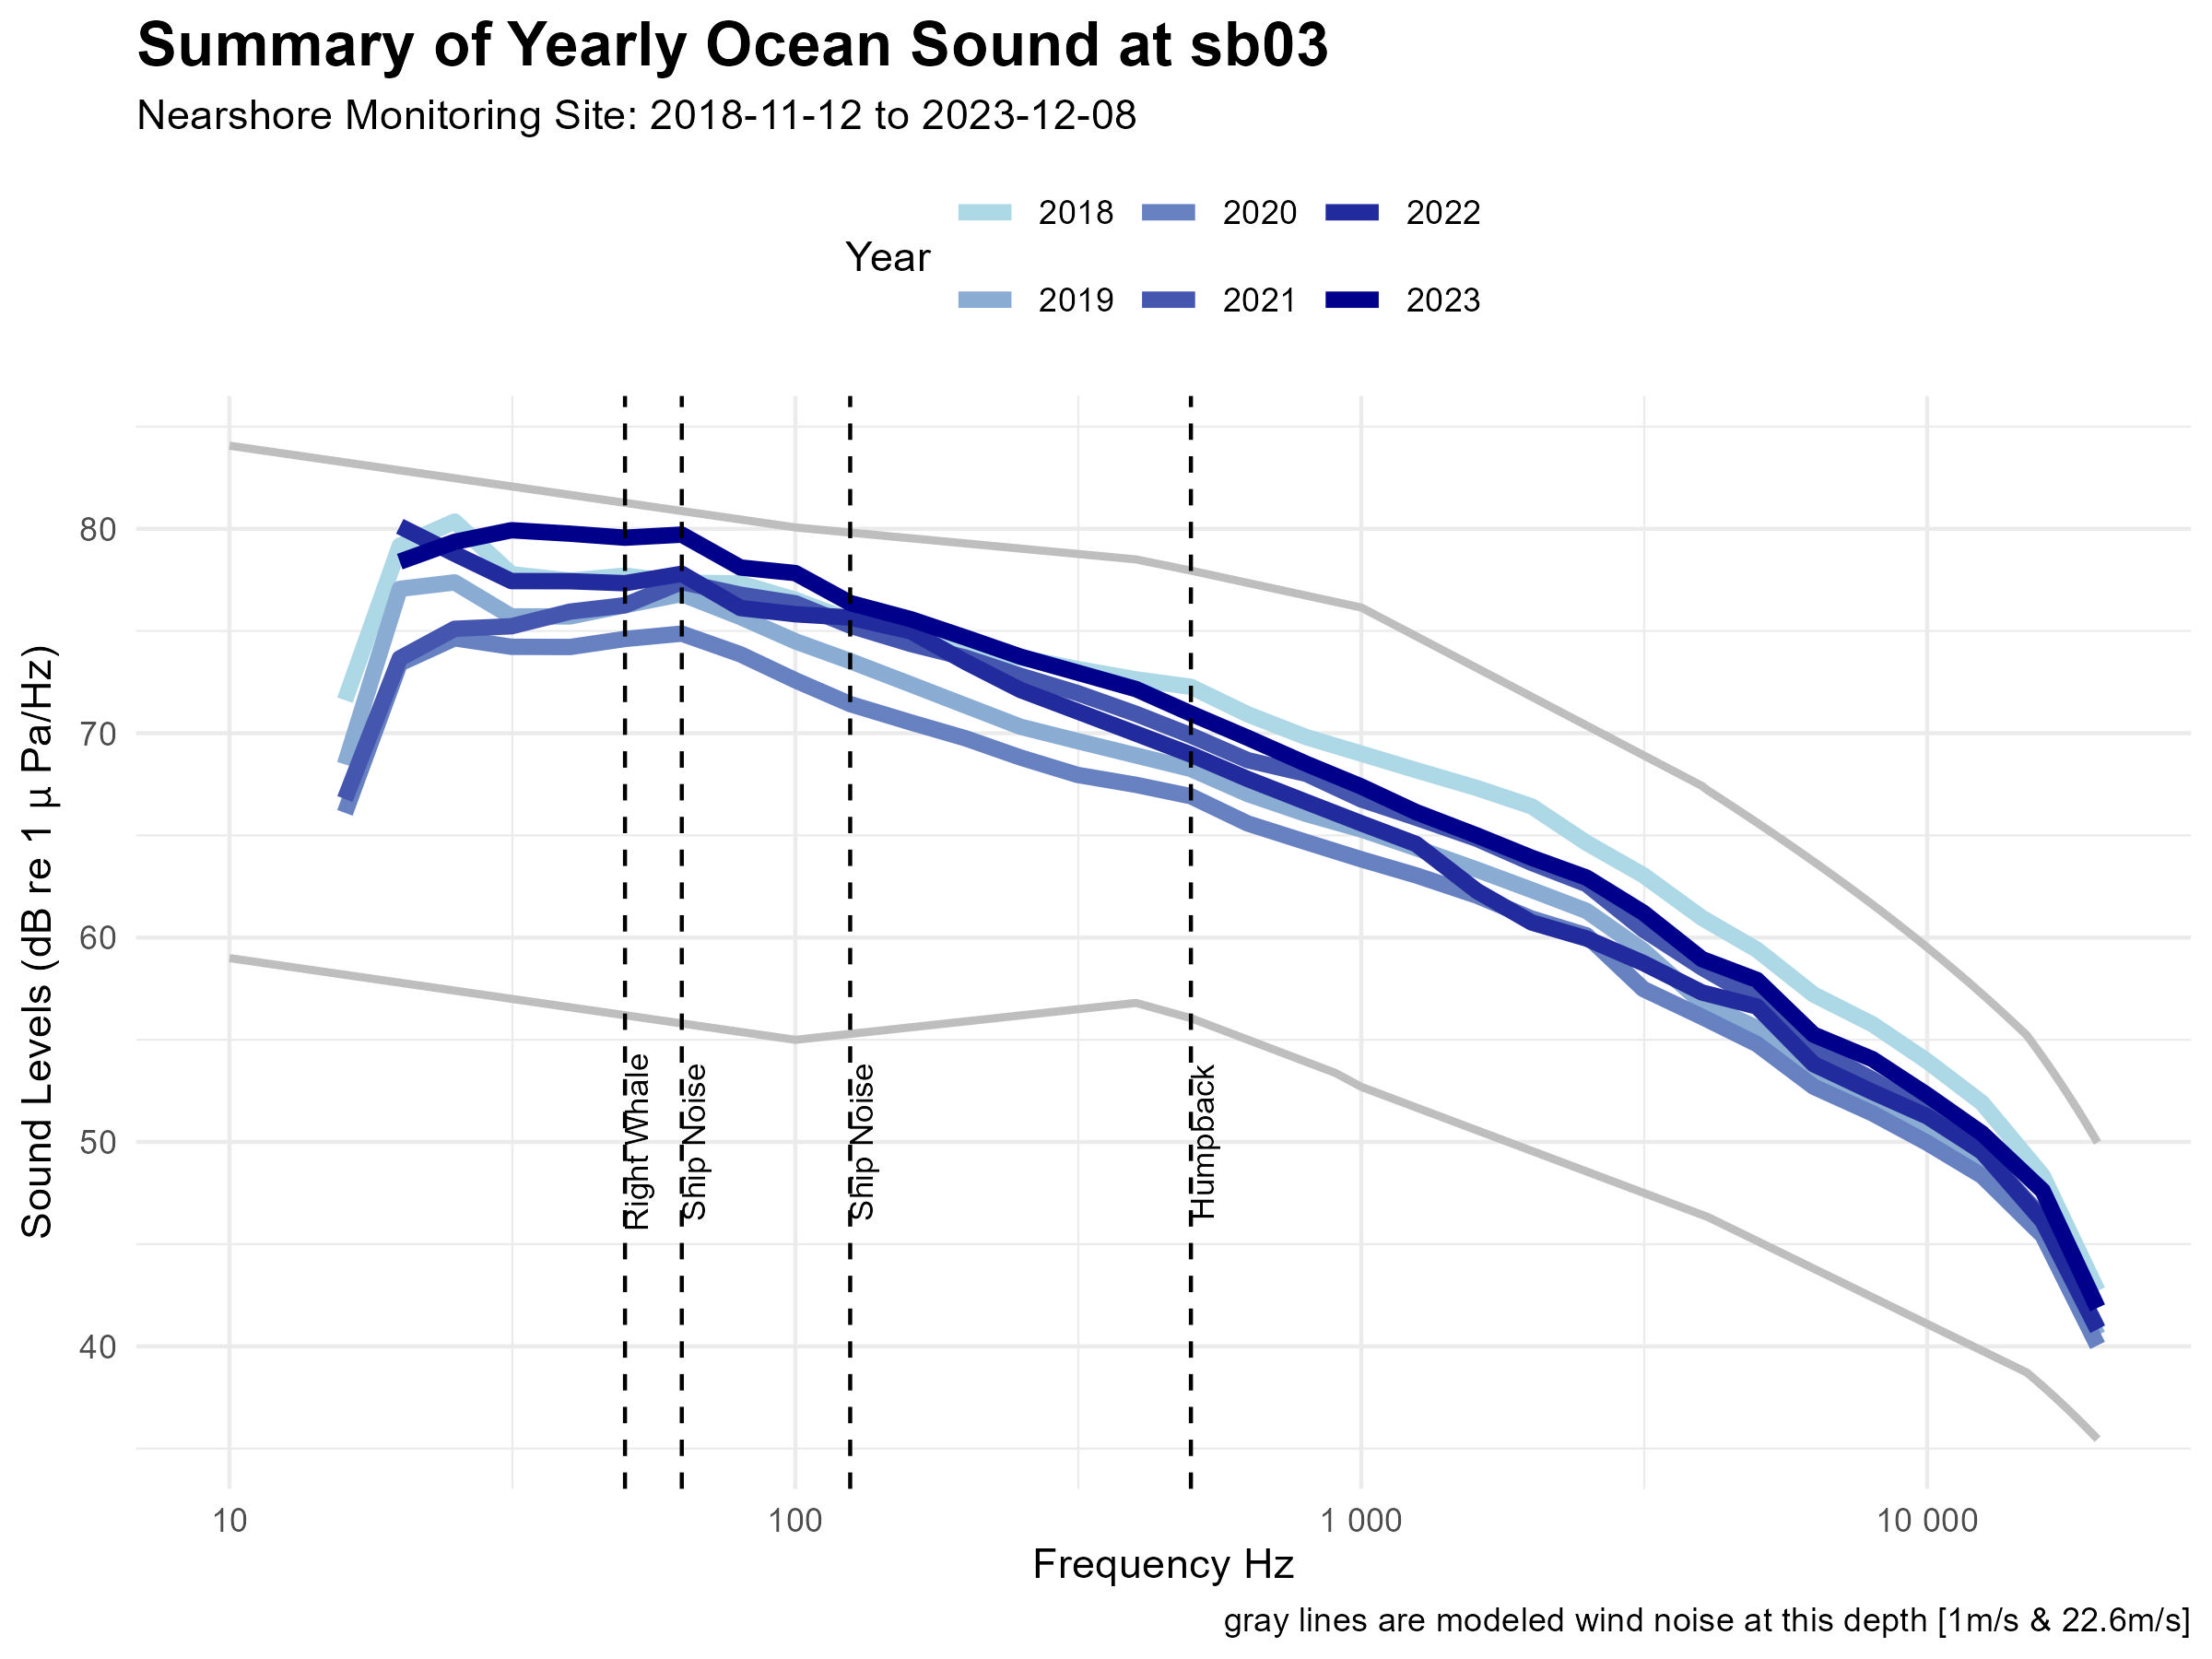 Summary of Yearly Ocean Sound at sb03
Nearshore Monitoring Site: 2018-11-12 to 2023-12-08
Year
2018
2020
2022
2019
2021
2023
Sound Levels (dB re 1 µ Pa/Hz)
80
70
60
50
40
Right Whale
Ship Noise
Ship Noise
Humpback
10
100
1 000
10 000
Frequency Hz
gray lines are modeled wind noise at this depth [1m/s & 22.6m/s]